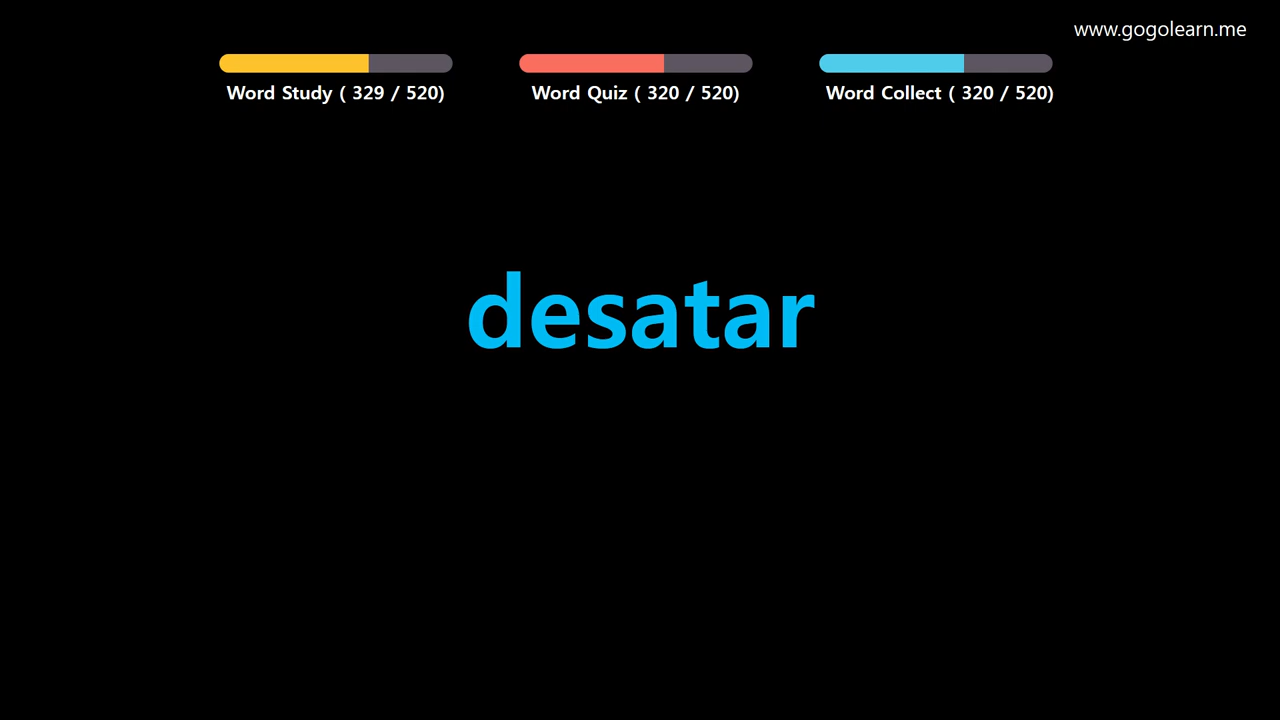 www.gogolearn.me
Word Study ( 329 / 520)
Word Quiz ( 320 / 520)
Word Collect ( 320 / 520)
desatar